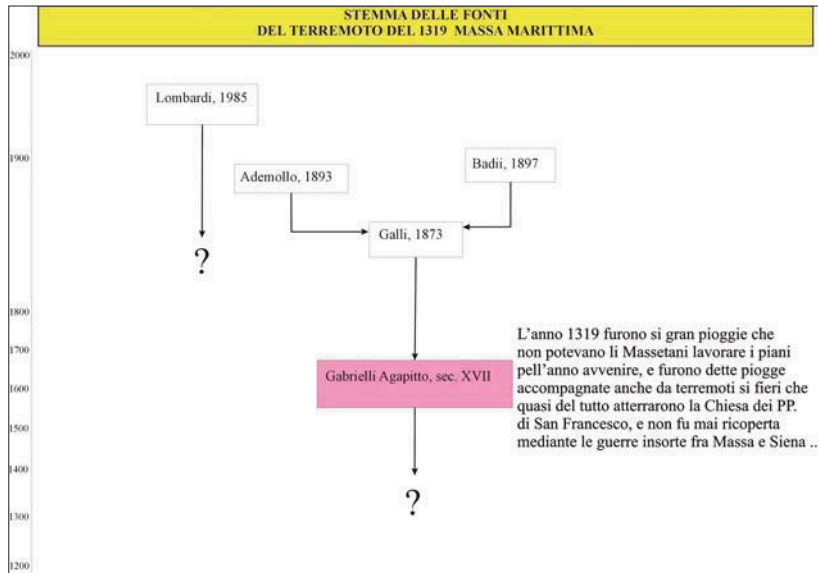 STEMMA DELLE FONTI
DEL TERREMOTO DEL 1319 MASSA MARITTIMA
2000
Lombardi, 1985
1900
Ademollo, 1893
Badii, 1897
Galli, 1873
?
1800
1700
1600
1500
1400
1300
1200
Gabrielli Agapitto, sec. XVII
L'anno 1319 furono si gran pioggie che
non potevano li Massetani lavorare i piani
pell'anno avvenire, e furono dette piogge
accompagnate anche da terremoti si fieri che
quasi del tutto atterrarono la Chiesa dei PP.
di San Francesco, e non fu mai ricoperta
mediante le guerre insorte fra Massa e Siena ..
?